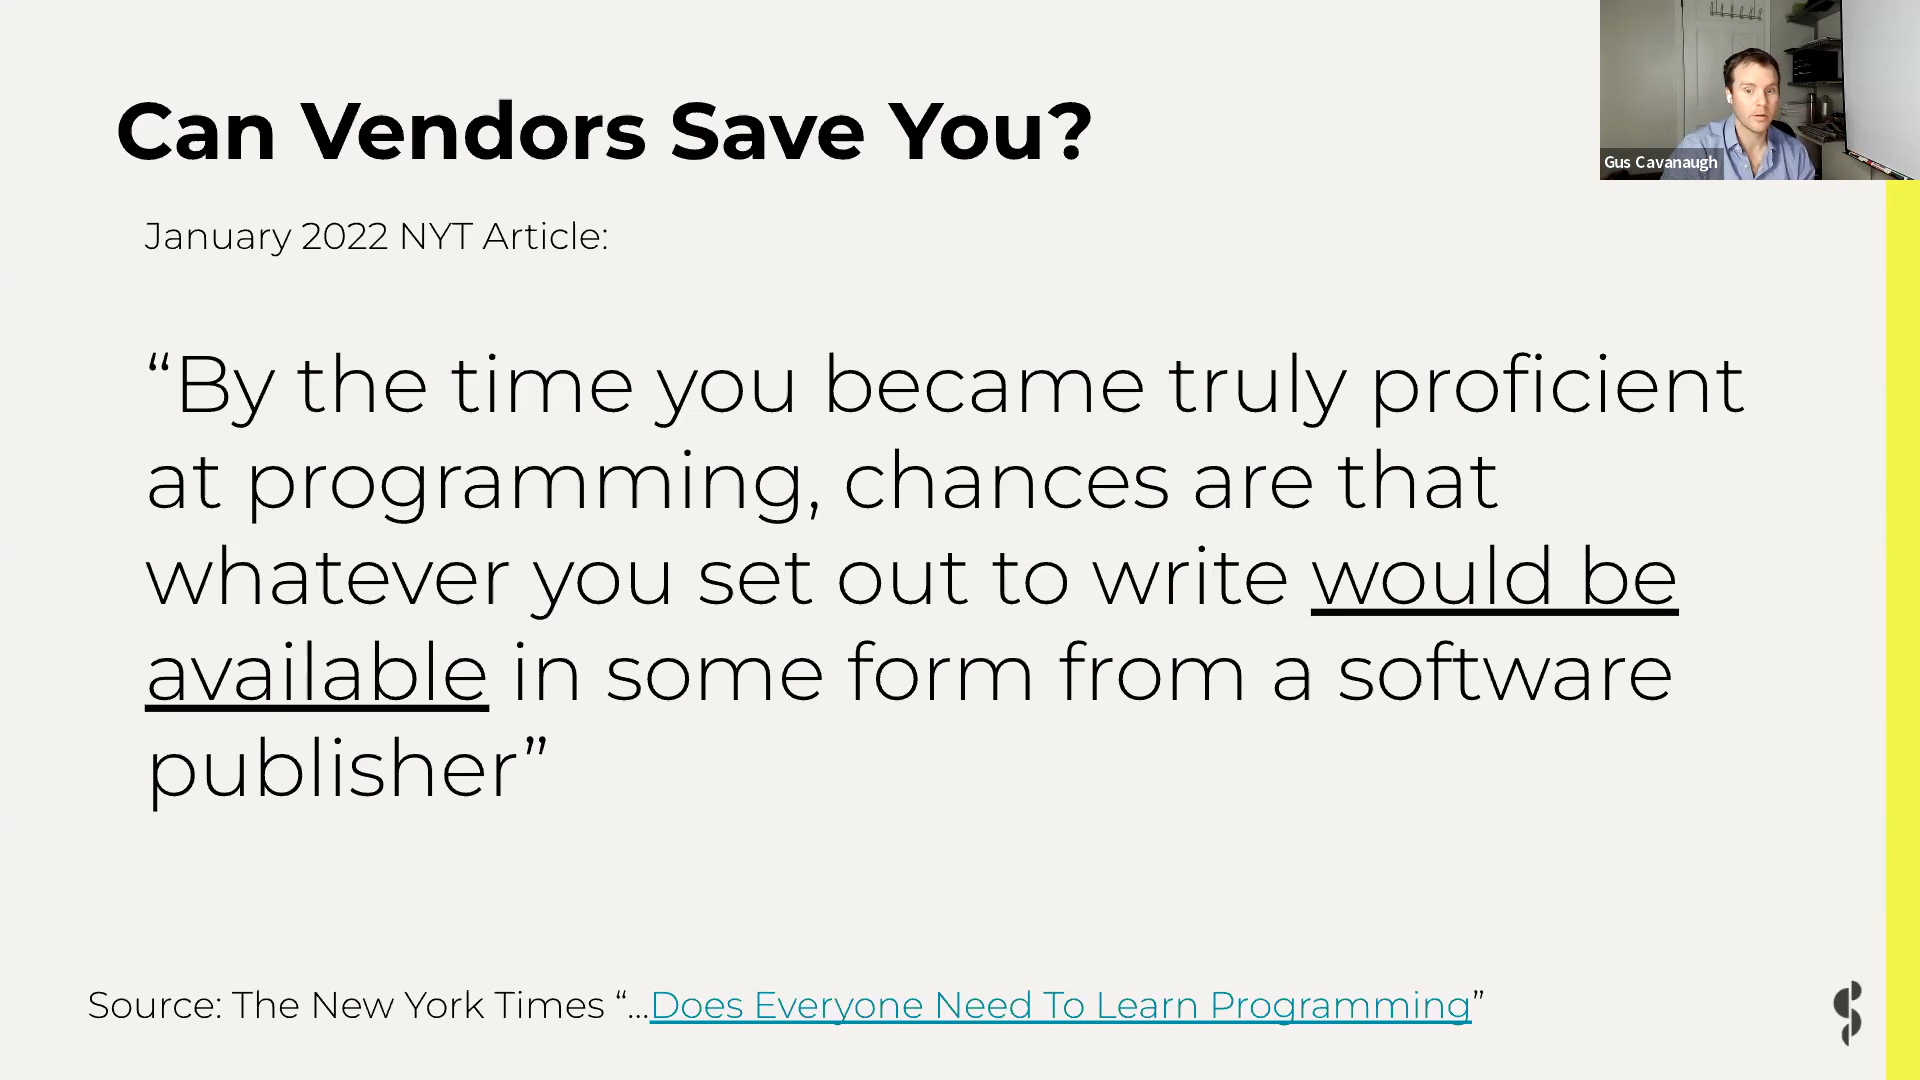 Can Vendors Save You?
Gus Cavanaugh
January 2022 NYT Article:
“By the time you became truly proficient
at programming, chances are that
whatever you set out to write would be
available in some form from a software
publisher”
Source: The New York Times “...Does Everyone Need To Learn Programming”